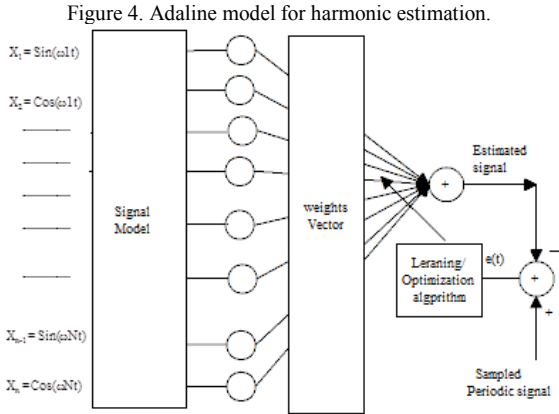 Figure 4. Adaline model for harmonic estimation.
X1 = Sin(ω1t)
X2 = Cos(ω1t)
Signal
Model
Xn-1 = Sin(ωNt)
Xn = Cos(ωNt)
weights
Vector
+
Estimated
signal
Leraning/
Optimization
algprithm
e(t)
−
+
+
Sampled
Periodic signal